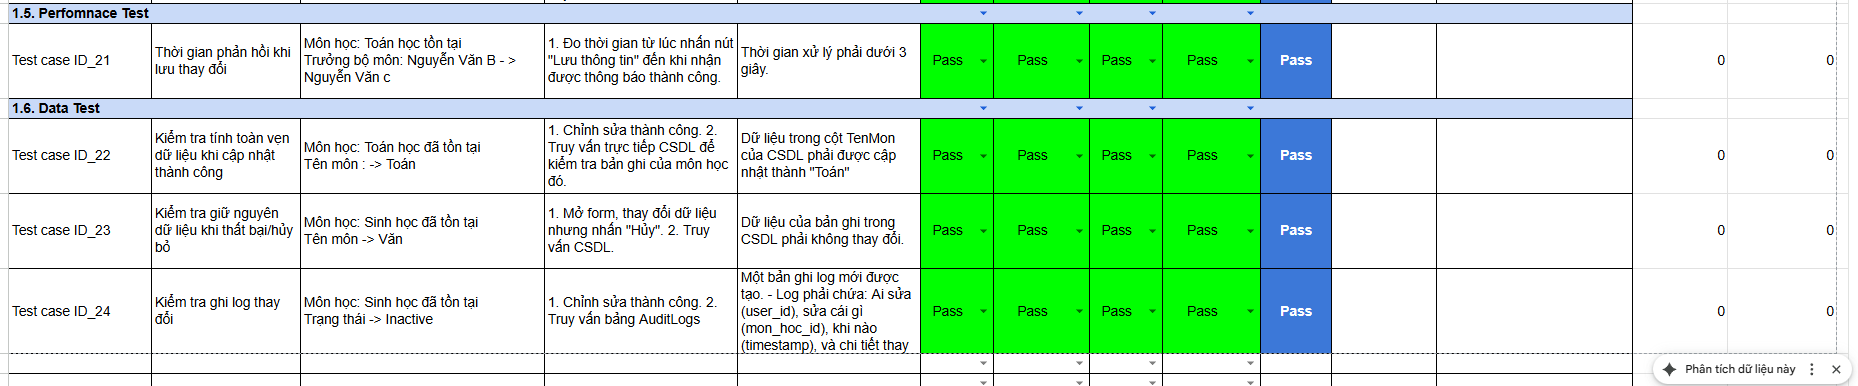 1.5. Perfomnace Test
Test case ID_21
Thời gian phản hồi khi
lưu thay đổi
Môn học: Toán học tồn tại
Trưởng bộ môn: Nguyễn Văn B - >
Nguyễn Văn c
1. Đo thời gian từ lúc nhấn nút
"Lưu thông tin" đến khi nhận
được thông báo thành công.
Thời gian xử lý phải dưới 3
giây.
Pass
Pass
Pass
Pass
Pass
0
0
1.6. Data Test
Test case ID_22
Kiểm tra tính toàn vẹn
dữ liệu khi cập nhật
thành công
Môn học: Toán học đã tồn tại
Tên môn : -> Toán
1. Chỉnh sửa thành công. 2.
Truy vấn trực tiếp CSDL để
kiểm tra bản ghi của môn học
đó.
Dữ liệu trong cột TenMon
của CSDL phải được cập
nhật thành "Toán"
Pass
Pass
Pass
Pass
Pass
0
0
Test case ID_23
Kiểm tra giữ nguyên
dữ liệu khi thất bại/hủy
bỏ
Môn học: Sinh học đã tồn tại
Tên môn -> Văn
1. Mở form, thay đổi dữ liệu
nhưng nhấn "Hủy". 2. Truy
vấn CSDL.
Dữ liệu của bản ghi trong
CSDL phải không thay đổi.
Pass
Pass
Pass
Pass
Pass
0
0
Test case ID_24
Kiểm tra ghi log thay
đổi
Môn học: Sinh học đã tồn tại
Trạng thái -> Inactive
1. Chỉnh sửa thành công. 2.
Truy vấn bảng AuditLogs
Một bản ghi log mới được
tạo. - Log phải chứa: Ai sửa
(user_id), sửa cái gì
(mon_hoc_id), khi nào
(timestamp), và chi tiết thay
Pass
Pass
Pass
Pass
Pass
0
0
Phân tích dữ liệu này